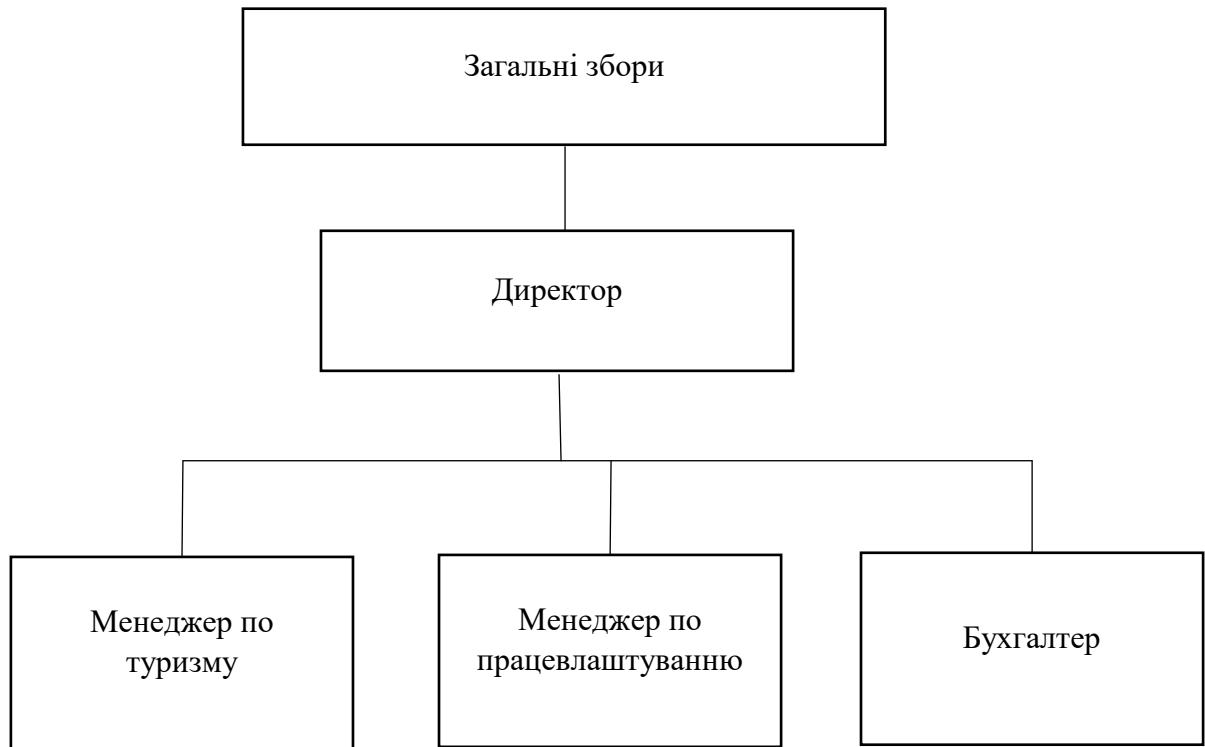 Загальні збори
Директор
Менеджер по
туризму
Менеджер по
працевлаштуванню
Бухгалтер